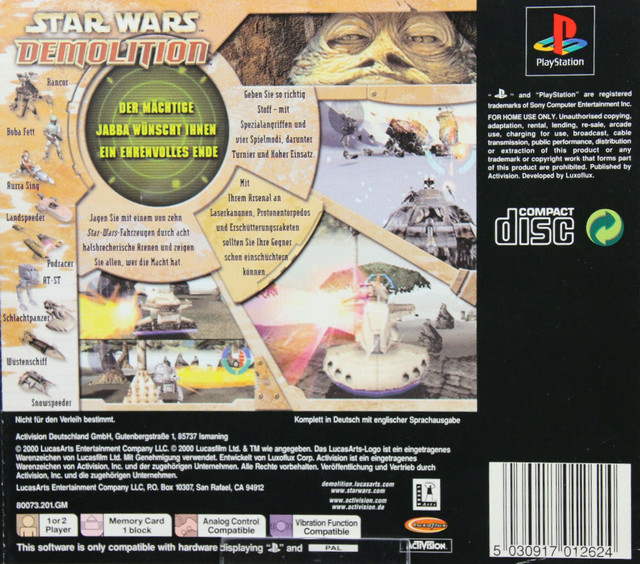 STAR WARS
DEMOLITION
Rancor
Boba Fett
Aurra Sing
Landspeeder
Podracer
AT-ST
Schlachtpanzer
Wüstenschiff
Snowspeeder
DER MÄCHTIGE
JABBA WÜNSCHT IHNEN
EIN EHRENVOLLES ENDE
Geben Sie so richtig
Stoff – mit
Spezialangriffen und
vier Spielmodi, darunter
Turnier und Hoher Einsatz.
Mit
Ihrem Arsenal an
Laserkanonen, Protonentorpedos
und Erschütterungsraketen
sollten Sie Ihre Gegner
schon einschüchtern
können.
Jagen Sie mit einem von zehn
Star-Wars-Fahrzeugen durch acht
halsbrecherische Arenen und zeigen
Sie allen, wer die Macht hat.
PlayStation
" " and "PlayStation" are registered
trademarks of Sony Computer Entertainment Inc.
FOR HOME USE ONLY. Unauthorised copying,
adaptation, rental, lending, re-sale, arcade
use, charging for use, broadcast, cable
transmission, public performance, distribution
or extraction of this product or any
trademark or copyright work that forms part
of this product are prohibited. Published by
Activision. Developed by Luxoflux.
COMPACT
disc
Nicht für den Verleih bestimmt.
Komplett in Deutsch mit englischer Sprachausgabe
Activision Deutschland GmbH, Gutenbergstraße 1, 85737 Ismaning
© 2000 LucasArts Entertainment Company LLC. © 2000 Lucasfilm Ltd. & TM wie angegeben. Das LucasArts-Logo ist ein eingetragenes
Warenzeichen von Lucasfilm Ltd. Mit Genehmigung verwendet. Entwickelt von Luxoflux Corp. Activision ist ein eingetragenes
Warenzeichen von Activision, Inc. und der zugehörigen Unternehmen. Alle Rechte vorbehalten. Veröffentlichung und Vertrieb durch
Activision, Inc. und die zugehörigen Unternehmen.
LucasArts Entertainment Company LLC, P.O. Box 10307, San Rafael, CA 94912
demolition.lucasarts.com
www.starwars.com
www.activision.com
www.activision.de
80073.201.GM
1 or 2
Player
Memory Card
1 block
Analog Control
Compatible
Vibration Function
Compatible
This software is only compatible with hardware displaying " " and PAL
Luxoflux
ACTIVISION
5 030917 012624